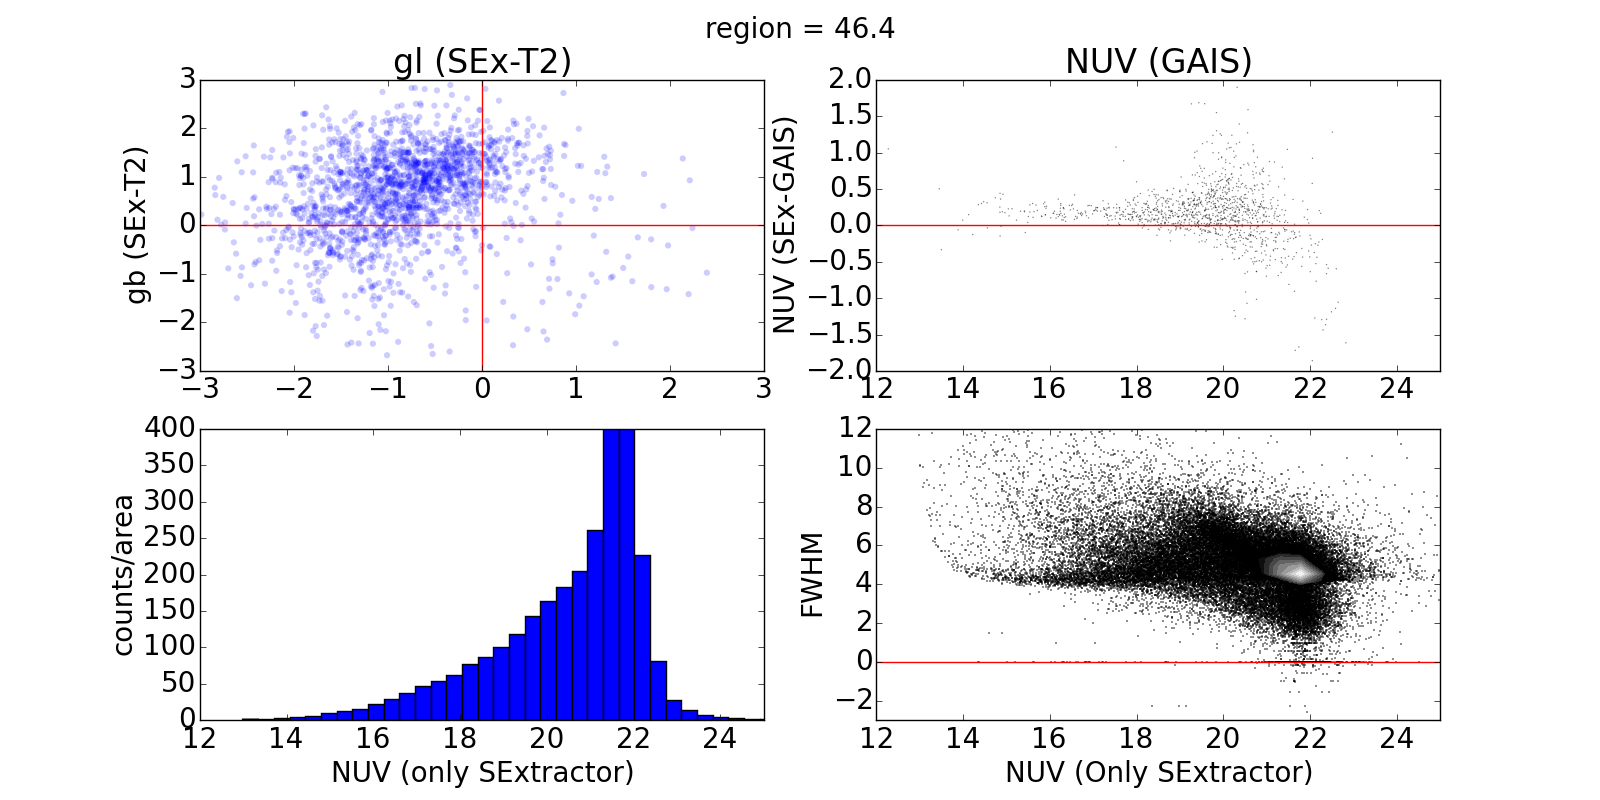 region = 46.4
gl (SEx-T2)
NUV (GAIS)
3
2
1
0
−1
−2
−3
gb (SEx-T2)
−3 −2 −1 0 1 2 3
2.0
1.5
1.0
0.5
0.0
−0.5
−1.0
−1.5
−2.0
NUV (SEx-GAIS)
12 14 16 18 20 22 24
400
350
300
250
200
150
100
50
0
counts/area
12 14 16 18 20 22 24
NUV (only SExtractor)
12
10
8
6
4
2
0
−2
FWHM
12 14 16 18 20 22 24
NUV (Only SExtractor)